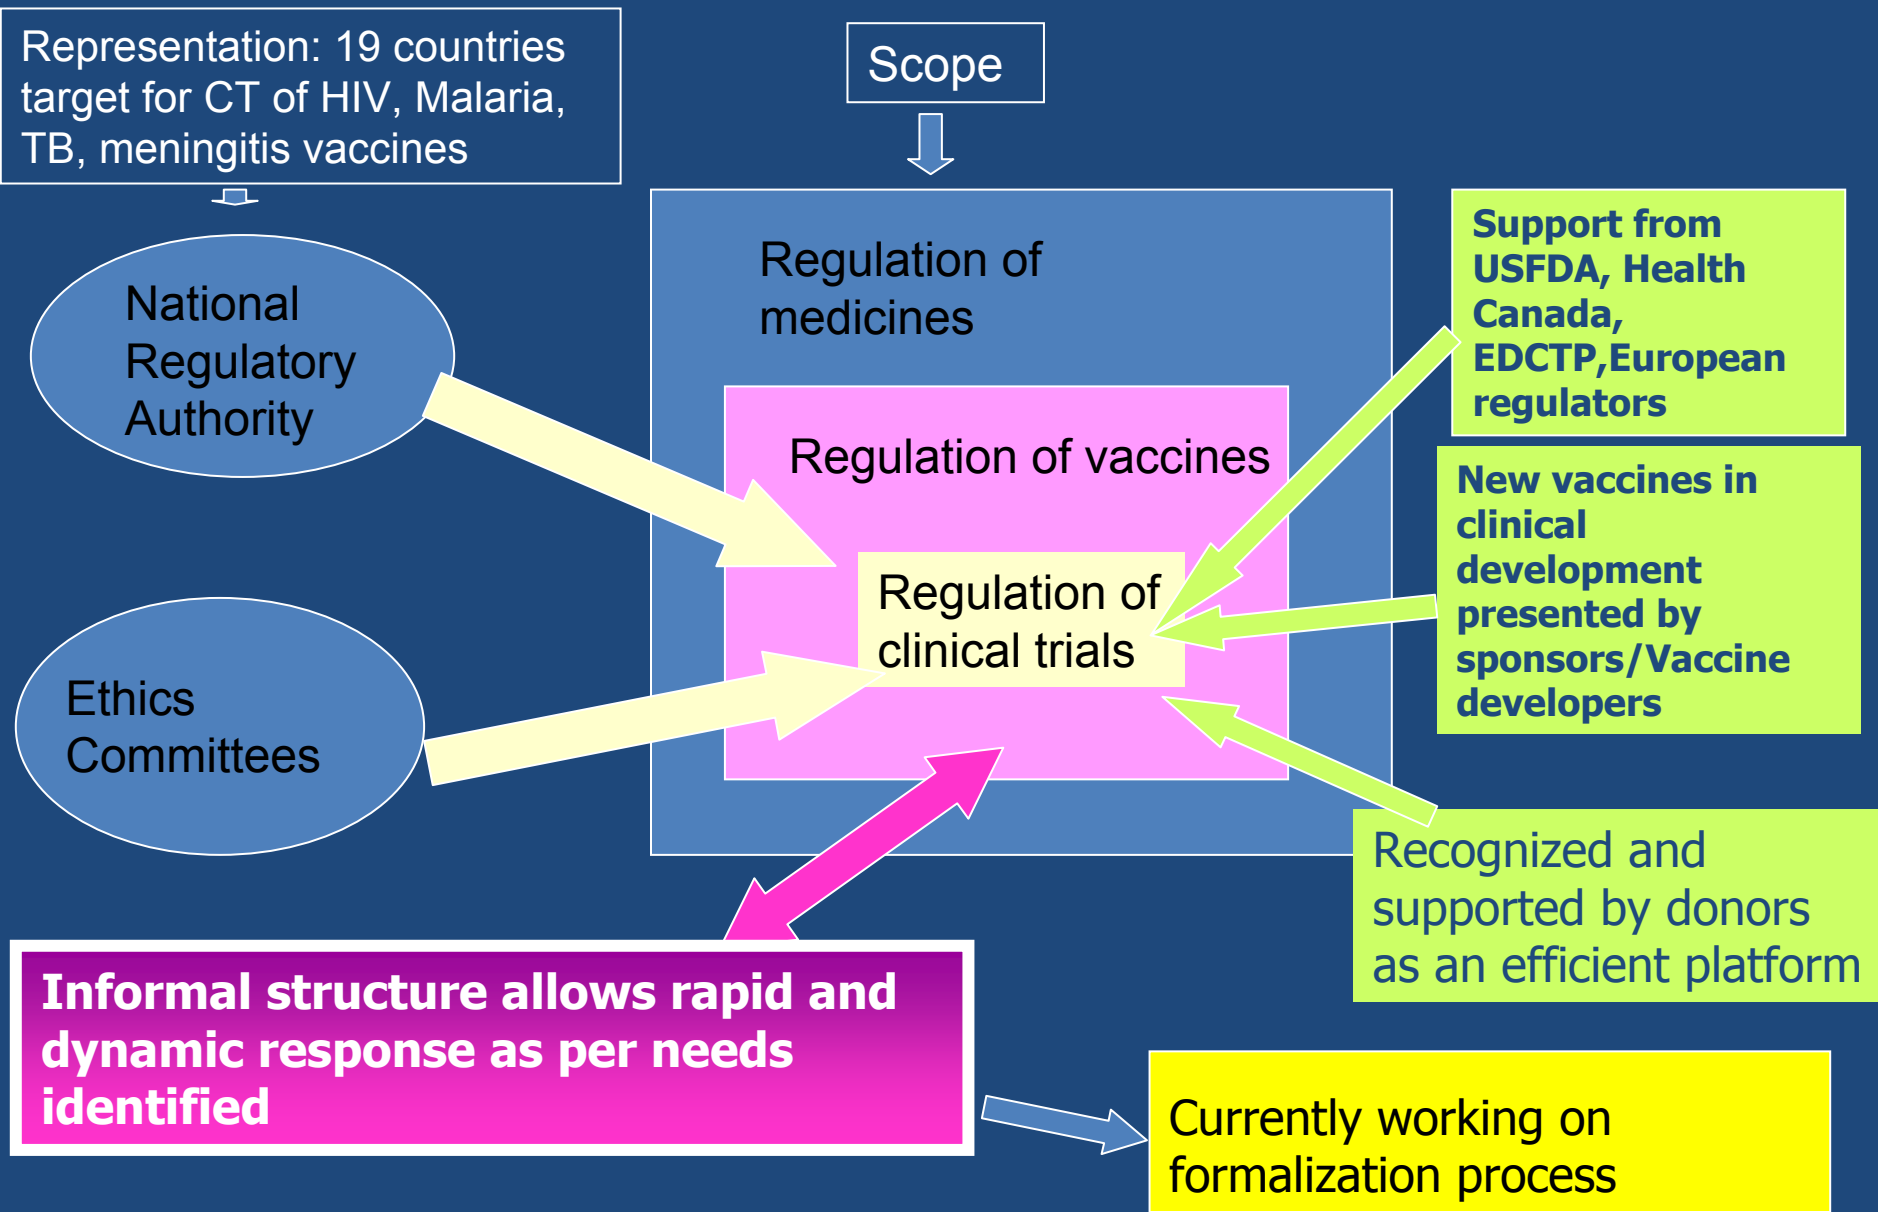 Representation: 19 countries
target for CT of HIV, Malaria,
TB, meningitis vaccines
Scope
National
Regulatory
Authority
Ethics
Committees
Regulation of
medicines
Regulation of vaccines
Regulation of
clinical trials
Support from
USFDA, Health
Canada,
EDCTP,European
regulators
New vaccines in
clinical
development
presented by
sponsors/Vaccine
developers
Recognized and
supported by donors
as an efficient platform
Informal structure allows rapid and
dynamic response as per needs
identified
Currently working on
formalization process